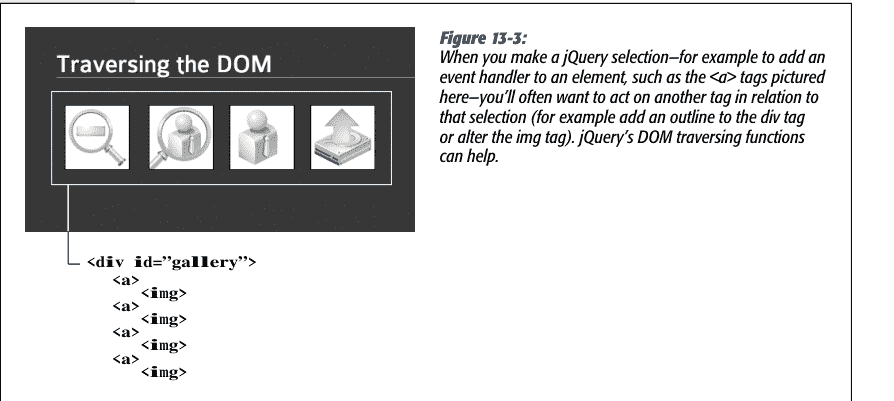 Traversing the DOM
<div id=”gallery”>
<a>
<img>
<a>
<img>
<a>
<img>
<a>
<img>
Figure 13-3:
When you make a jQuery selection—for example to add an
event handler to an element, such as the <a> tags pictured
here—you’ll often want to act on another tag in relation to
that selection (for example add an outline to the div tag
or alter the img tag). jQuery’s DOM traversing functions
can help.